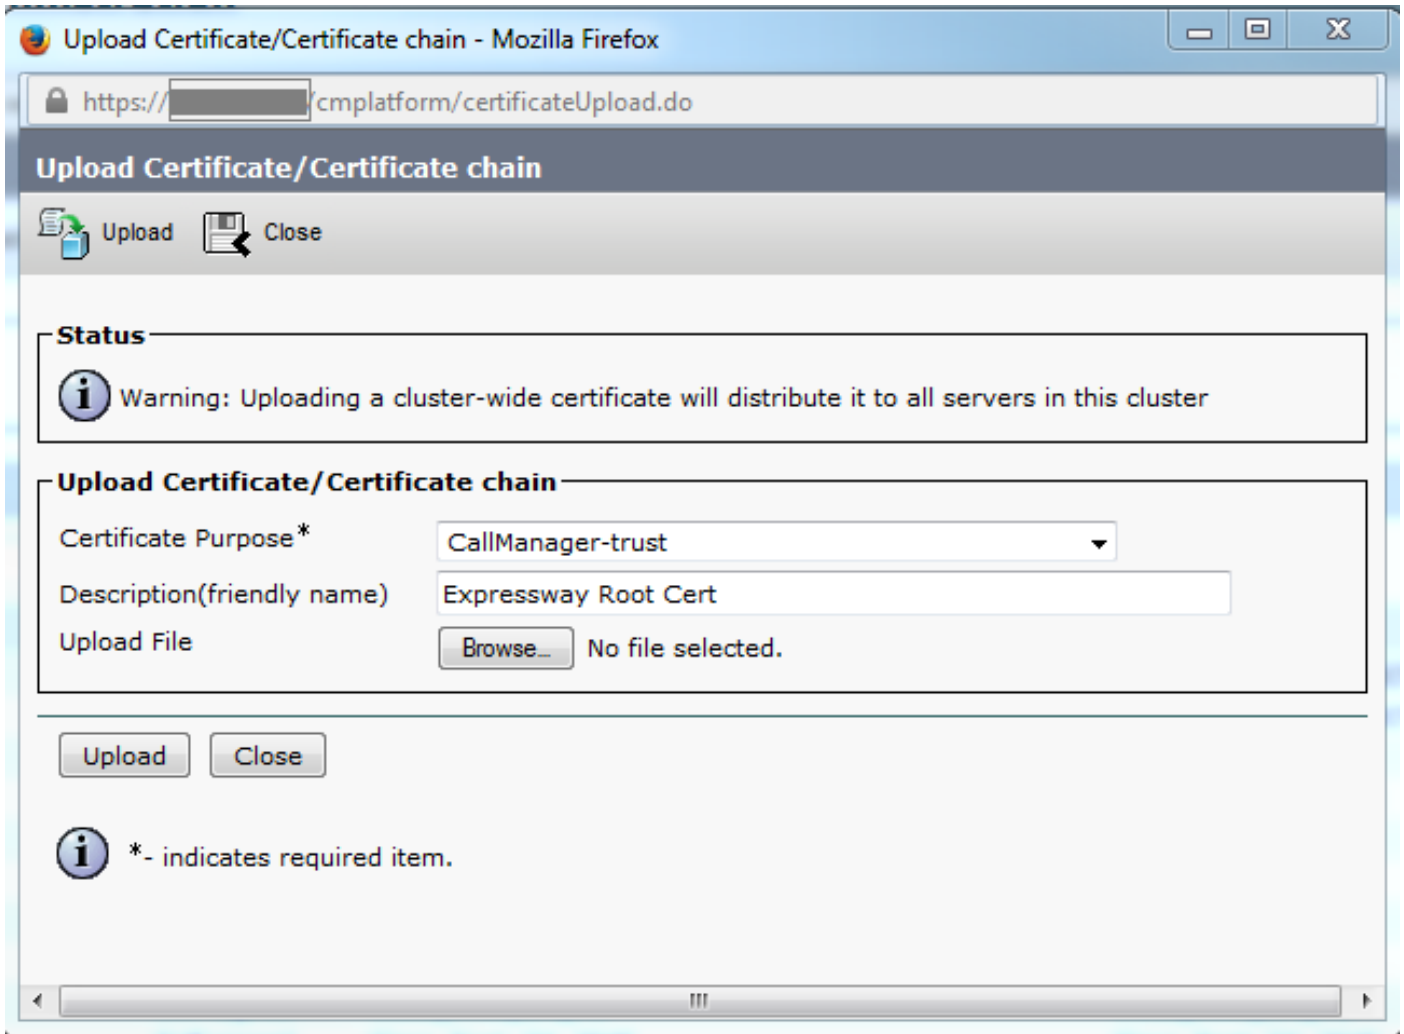 Upload Certificate/Certificate chain - Mozilla Firefox
https:// /cmplatform/certificateUpload.do
Upload Certificate/Certificate chain
Upload Close
Status
Warning: Uploading a cluster-wide certificate will distribute it to all servers in this cluster
Upload Certificate/Certificate chain
Certificate Purpose* CallManager-trust
Description(friendly name) Expressway Root Cert
Upload File Browse... No file selected.
Upload Close
*- indicates required item.